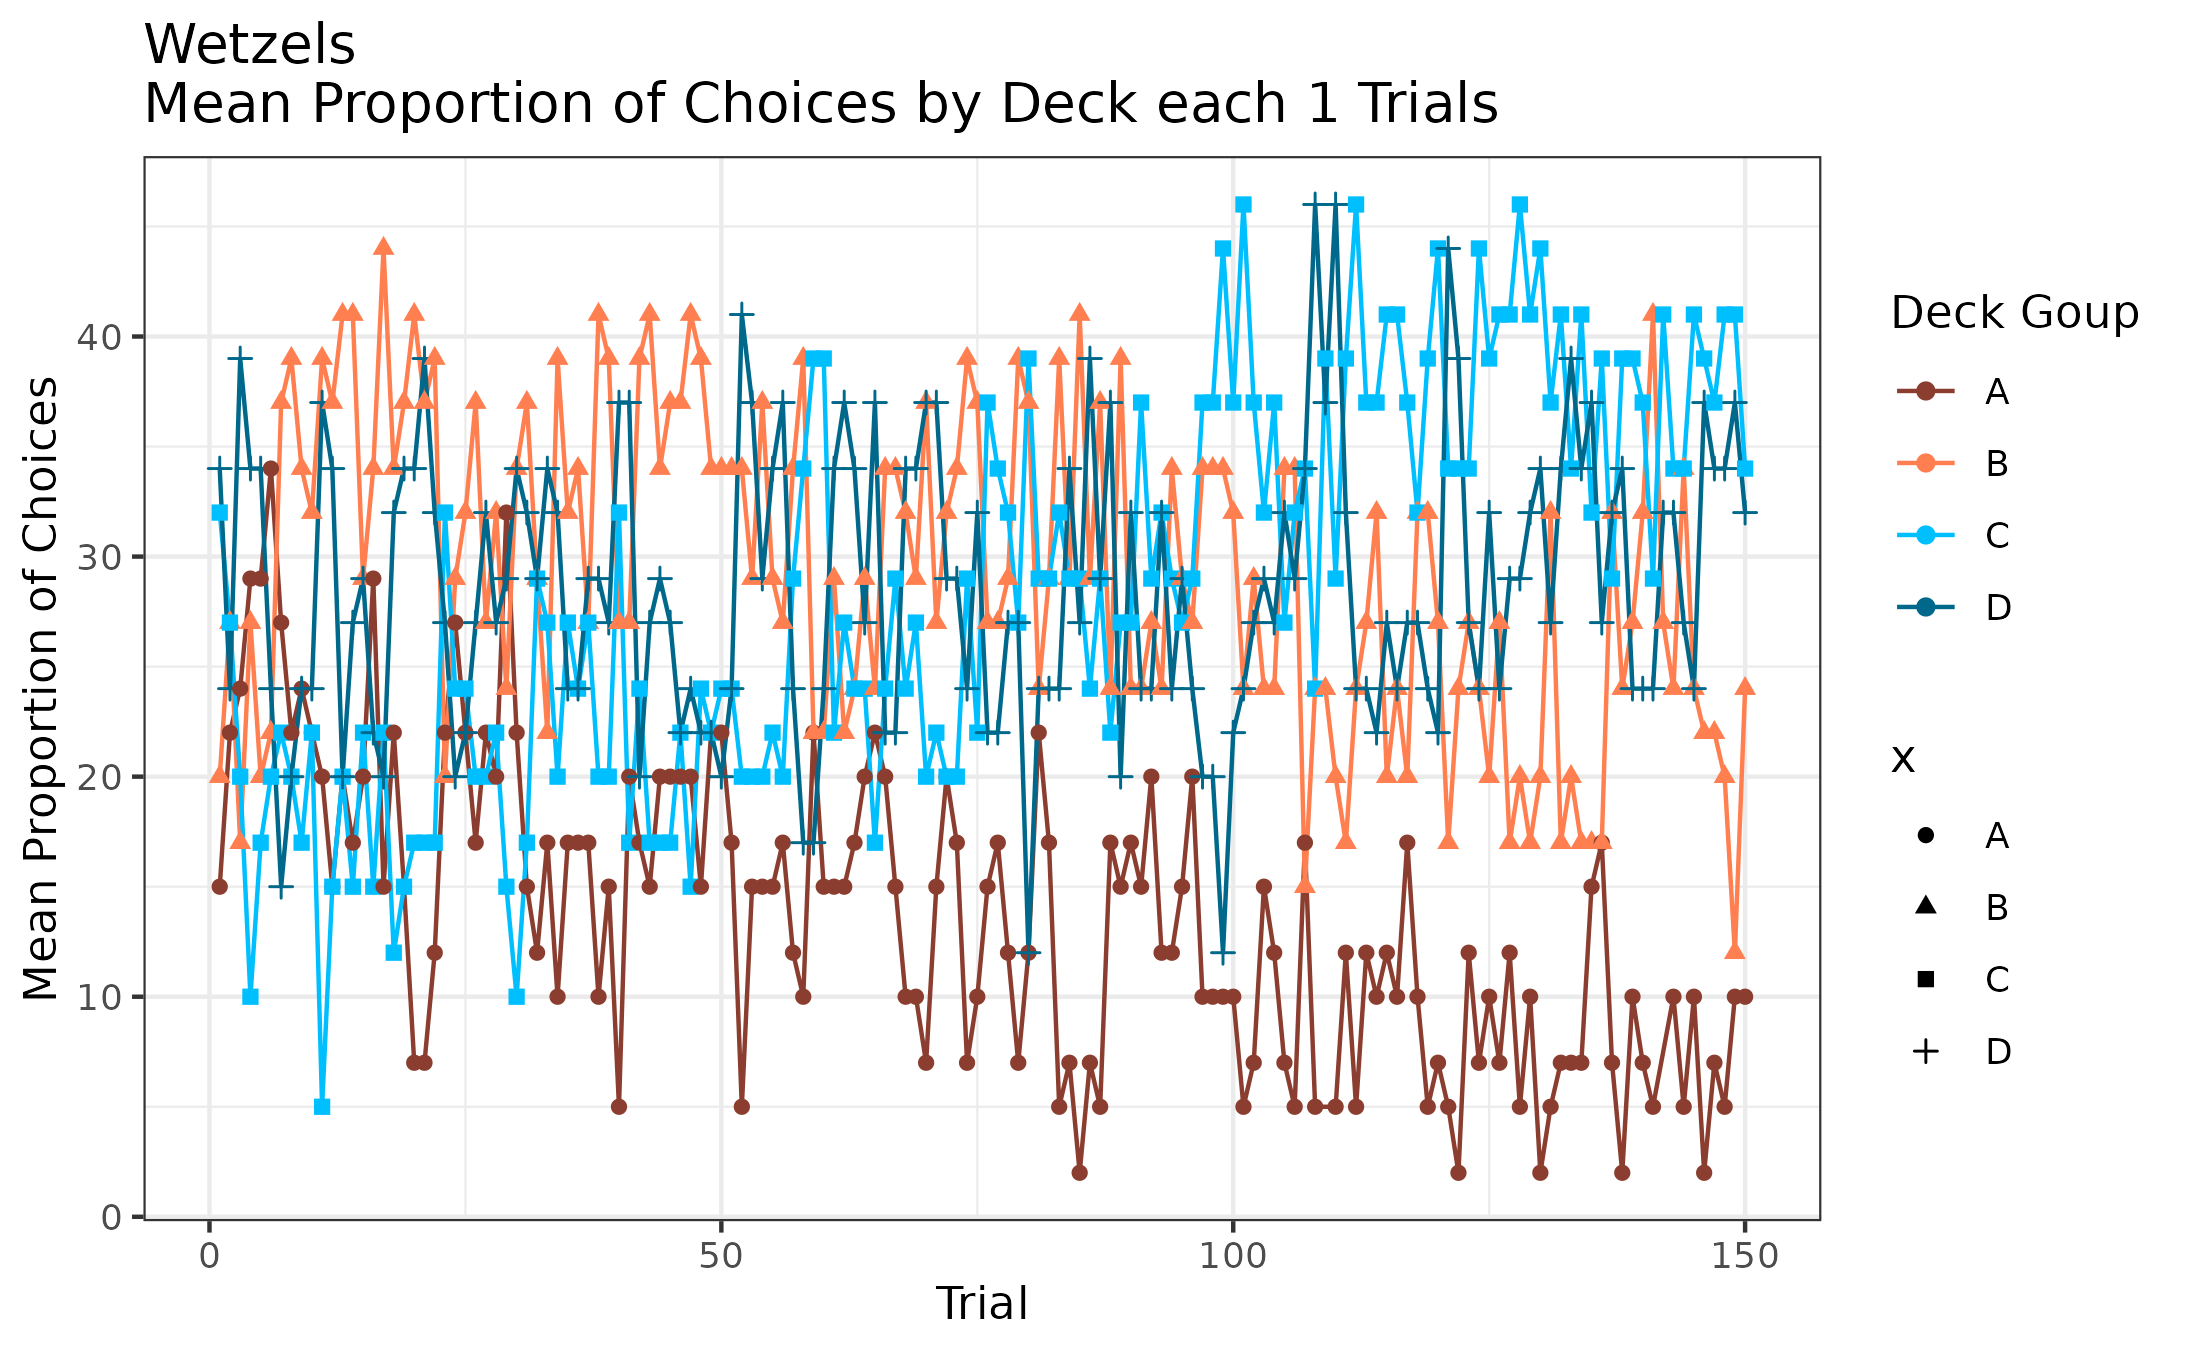 Wetzels
Mean Proportion of Choices by Deck each 1 Trials
Mean Proportion of Choices
40
30
20
10
0
0 50 100 150
Trial
Deck Goup
A
B
C
D
x
A
B
C
D